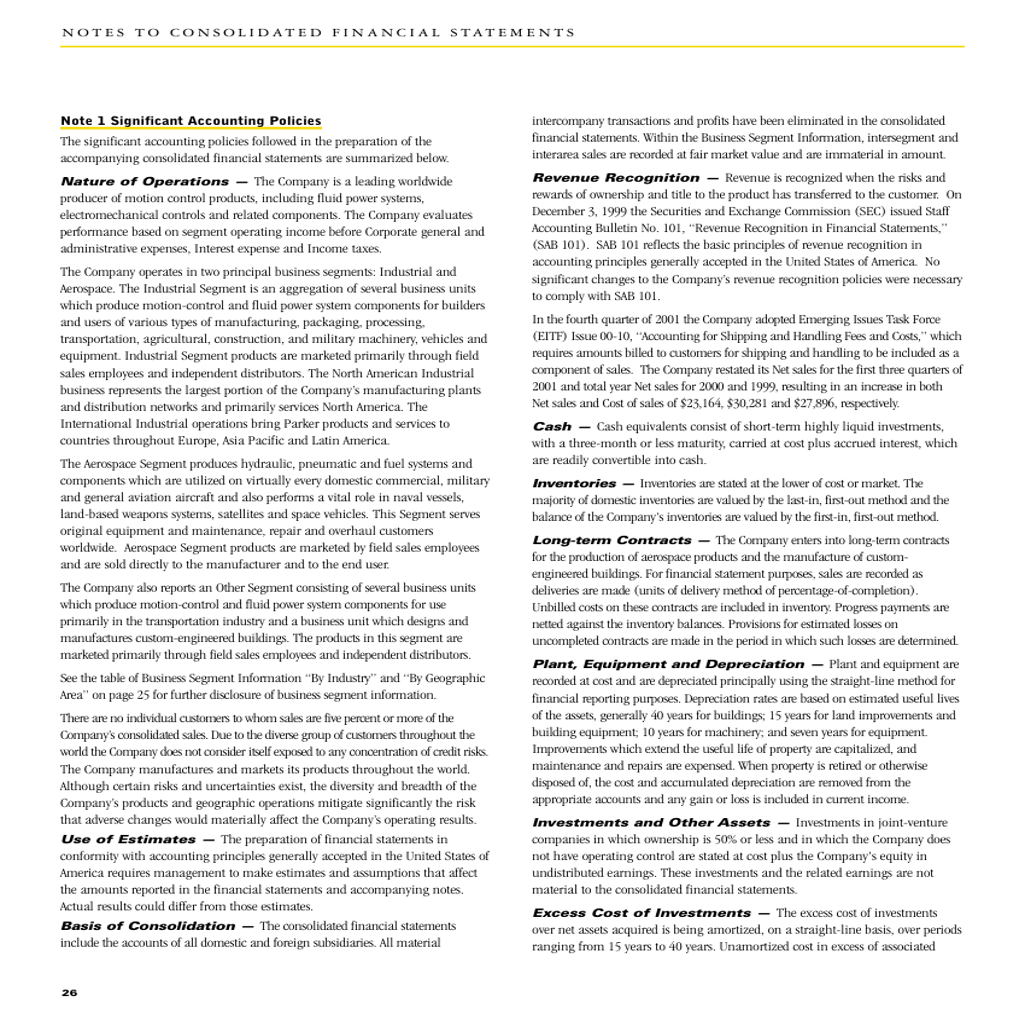 NOTES TO CONSOLIDATED FINANCIAL STATEMENTS
Note 1 Significant Accounting Policies
The significant accounting policies followed in the preparation of the
accompanying consolidated financial statements are summarized below.
Nature of Operations — The Company is a leading worldwide
producer of motion control products, including fluid power systems,
electromechanical controls and related components. The Company evaluates
performance based on segment operating income before Corporate general and
administrative expenses, Interest expense and Income taxes.
The Company operates in two principal business segments: Industrial and
Aerospace. The Industrial Segment is an aggregation of several business units
which produce motion-control and fluid power system components for builders
and users of various types of manufacturing, packaging, processing,
transportation, agricultural, construction, and military machinery, vehicles and
equipment. Industrial Segment products are marketed primarily through field
sales employees and independent distributors. The North American Industrial
business represents the largest portion of the Company's manufacturing plants
and distribution networks and primarily services North America. The
International Industrial operations bring Parker products and services to
countries throughout Europe, Asia Pacific and Latin America.
The Aerospace Segment produces hydraulic, pneumatic and fuel systems and
components which are utilized on virtually every domestic commercial, military
and general aviation aircraft and also performs a vital role in naval vessels,
land-based weapons systems, satellites and space vehicles. This Segment serves
original equipment and maintenance, repair and overhaul customers
worldwide.  Aerospace Segment products are marketed by field sales employees
and are sold directly to the manufacturer and to the end user.
The Company also reports an Other Segment consisting of several business units
which produce motion-control and fluid power system components for use
primarily in the transportation industry and a business unit which designs and
manufactures custom-engineered buildings. The products in this segment are
marketed primarily through field sales employees and independent distributors.
See the table of Business Segment Information “By Industry” and “By Geographic
Area” on page 25 for further disclosure of business segment information.
There are no individual customers to whom sales are five percent or more of the
Company's consolidated sales. Due to the diverse group of customers throughout the
world the Company does not consider itself exposed to any concentration of credit risks.
The Company manufactures and markets its products throughout the world.
Although certain risks and uncertainties exist, the diversity and breadth of the
Company's products and geographic operations mitigate significantly the risk
that adverse changes would materially affect the Company's operating results.
Use of Estimates — The preparation of financial statements in
conformity with accounting principles generally accepted in the United States of
America requires management to make estimates and assumptions that affect
the amounts reported in the financial statements and accompanying notes.
Actual results could differ from those estimates.
Basis of Consolidation — The consolidated financial statements
include the accounts of all domestic and foreign subsidiaries. All material
intercompany transactions and profits have been eliminated in the consolidated
financial statements. Within the Business Segment Information, intersegment and
interarea sales are recorded at fair market value and are immaterial in amount.
Revenue Recognition — Revenue is recognized when the risks and
rewards of ownership and title to the product has transferred to the customer.  On
December 3, 1999 the Securities and Exchange Commission (SEC) issued Staff
Accounting Bulletin No. 101, “Revenue Recognition in Financial Statements,”
(SAB 101).  SAB 101 reflects the basic principles of revenue recognition in
accounting principles generally accepted in the United States of America.  No
significant changes to the Company's revenue recognition policies were necessary
to comply with SAB 101.
In the fourth quarter of 2001 the Company adopted Emerging Issues Task Force
(EITF) Issue 00-10, “Accounting for Shipping and Handling Fees and Costs,” which
requires amounts billed to customers for shipping and handling to be included as a
component of sales.  The Company restated its Net sales for the first three quarters of
2001 and total year Net sales for 2000 and 1999, resulting in an increase in both
Net sales and Cost of sales of $23,164, $30,281 and $27,896, respectively.
Cash — Cash equivalents consist of short-term highly liquid investments,
with a three-month or less maturity, carried at cost plus accrued interest, which
are readily convertible into cash.
Inventories — Inventories are stated at the lower of cost or market. The
majority of domestic inventories are valued by the last-in, first-out method and the
balance of the Company's inventories are valued by the first-in, first-out method.
Long-term Contracts — The Company enters into long-term contracts
for the production of aerospace products and the manufacture of custom-
engineered buildings. For financial statement purposes, sales are recorded as
deliveries are made (units of delivery method of percentage-of-completion).
Unbilled costs on these contracts are included in inventory. Progress payments are
netted against the inventory balances. Provisions for estimated losses on
uncompleted contracts are made in the period in which such losses are determined.
Plant, Equipment and Depreciation — Plant and equipment are
recorded at cost and are depreciated principally using the straight-line method for
financial reporting purposes. Depreciation rates are based on estimated useful lives
of the assets, generally 40 years for buildings; 15 years for land improvements and
building equipment; 10 years for machinery; and seven years for equipment.
Improvements which extend the useful life of property are capitalized, and
maintenance and repairs are expensed. When property is retired or otherwise
disposed of, the cost and accumulated depreciation are removed from the
appropriate accounts and any gain or loss is included in current income.
Investments and Other Assets — Investments in joint-venture
companies in which ownership is 50% or less and in which the Company does
not have operating control are stated at cost plus the Company's equity in
undistributed earnings. These investments and the related earnings are not
material to the consolidated financial statements.
Excess Cost of Investments — The excess cost of investments
over net assets acquired is being amortized, on a straight-line basis, over periods
ranging from 15 years to 40 years. Unamortized cost in excess of associated
26